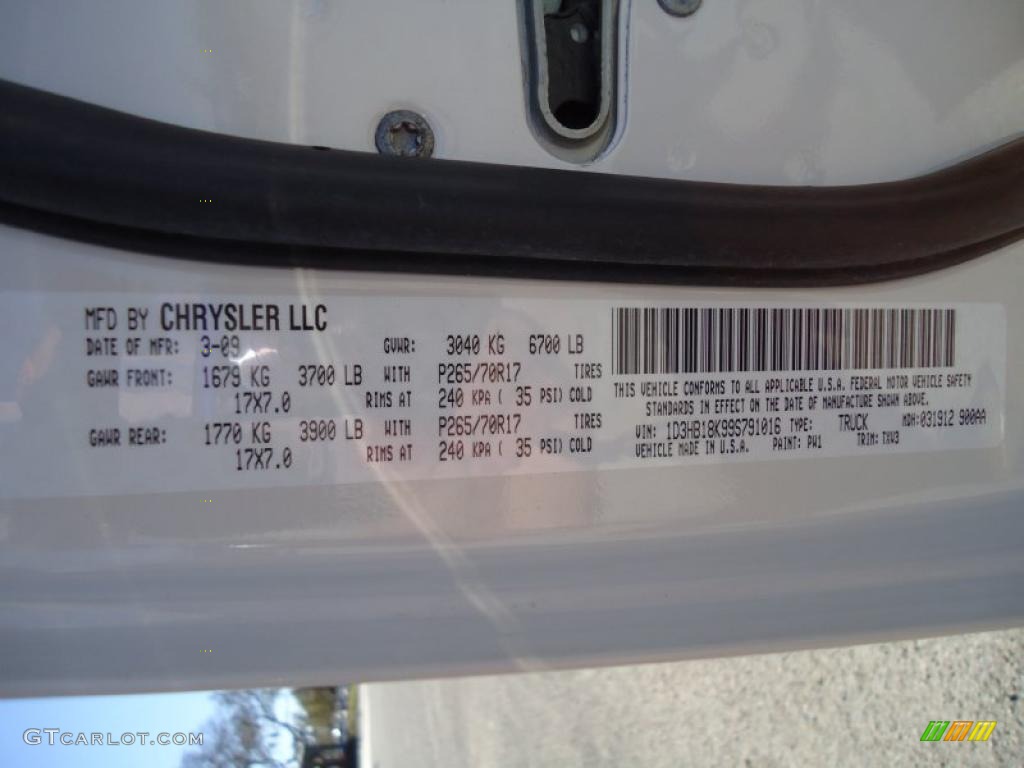 MFD BY CHRYSLER LLC
DATE OF MFR: 3-09 GVWR: 3040 KG 6700 LB
GAWR FRONT: 1679 KG 3700 LB WITH P265/70R17 TIRES
17X7.0 RIMS AT 240 KPA ( 35 PSI) COLD
GAWR REAR: 1770 KG 3900 LB WITH P265/70R17 TIRES
17X7.0 RIMS AT 240 KPA ( 35 PSI) COLD
THIS VEHICLE CONFORMS TO ALL APPLICABLE U.S.A. FEDERAL MOTOR VEHICLE SAFETY
STANDARDS IN EFFECT ON THE DATE OF MANUFACTURE SHOWN ABOVE.
VIN: 1D3HB18K99S791016 TYPE: TRUCK MDH: 031912 900AA
VEHICLE MADE IN U.S.A. PAINT: PW1 TRIM: TXW3
GTCARLOT.COM